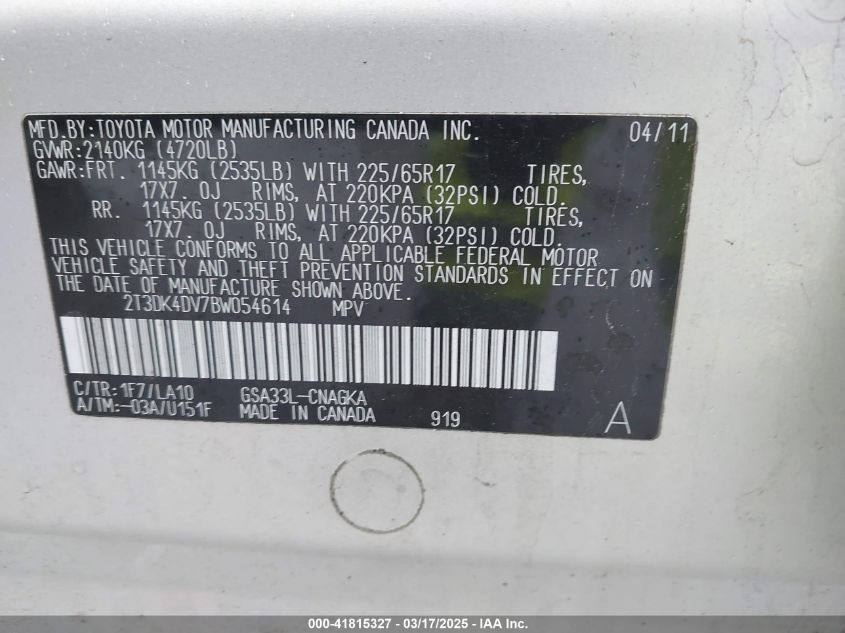 MFD.BY:TOYOTA MOTOR MANUFACTURING CANADA INC. 04/11
GVWR:2140KG (4720LB)
GAWR:FRT. 1145KG (2535LB) WITH 225/65R17 TIRES,
17X7.0J RIMS, AT 220KPA (32PSI) COLD.
RR. 1145KG (2535LB) WITH 225/65R17 TIRES,
17X7.0J RIMS, AT 220KPA (32PSI) COLD.
THIS VEHICLE CONFORMS TO ALL APPLICABLE FEDERAL MOTOR
VEHICLE SAFETY AND THEFT PREVENTION STANDARDS IN EFFECT ON
THE DATE OF MANUFACTURE SHOWN ABOVE.
2T3DK4DV7BW054614 MPV
C/TR:1F7/LA10 GSA33L-CNAGKA
A/TM:-03A/U151F MADE IN CANADA 919 A
000-41815327 - 03/17/2025 - IAAI - Copart Inc.